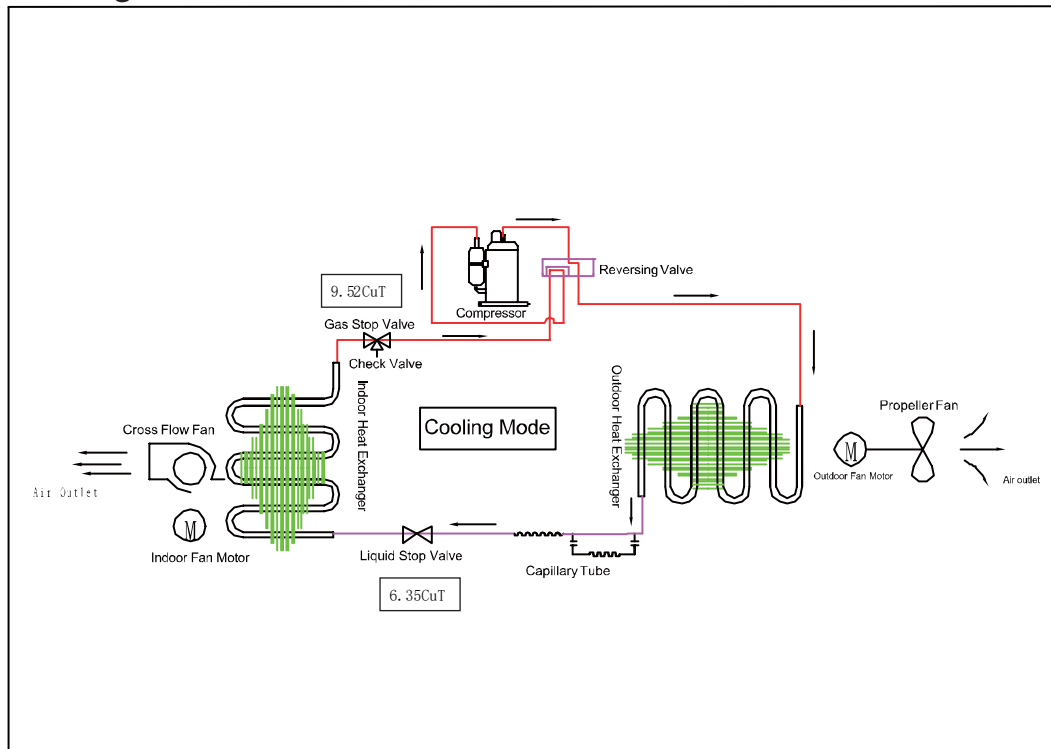 Reversing Valve
9.52CuT
Compressor
Gas Stop Valve
Check Valve
Indoor Heat Exchanger
Outdoor Heat Exchanger
Cooling Mode
Propeller Fan
Cross Flow Fan
M
Outdoor Fan Motor
Air outlet
Air Outlet
M
Indoor Fan Motor
Liquid Stop Valve
Capillary Tube
6.35CuT